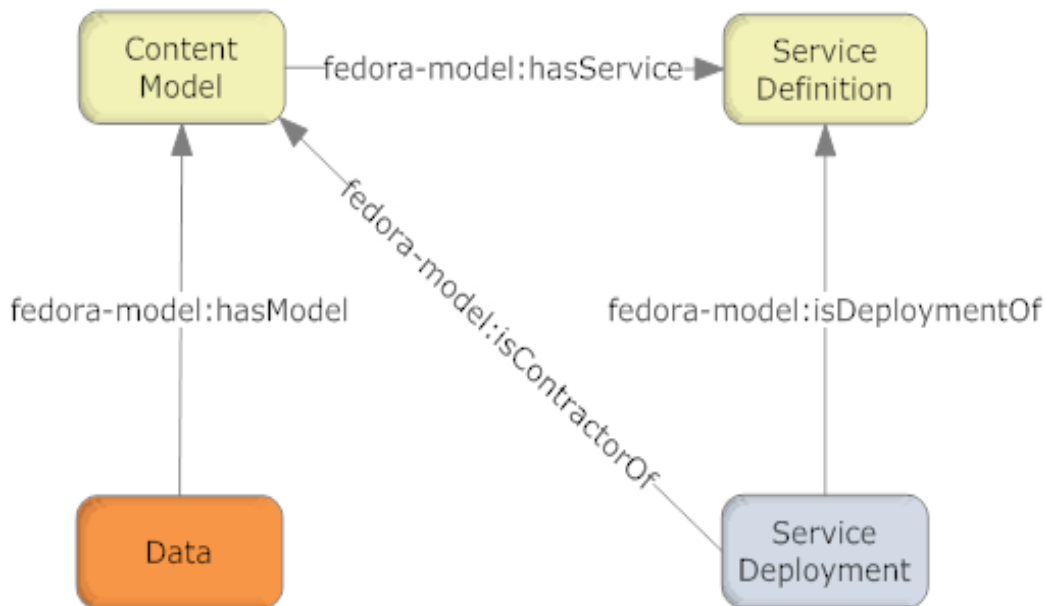 Content
Model
fedora-model:hasService
Service
Definition
fedora-model:isContractorOf
fedora-model:hasModel
fedora-model:isDeploymentOf
Data
Service
Deployment